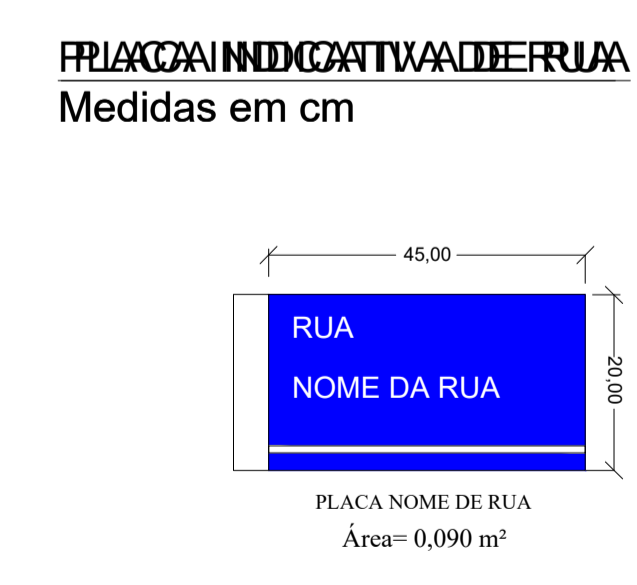 PLACA INDICATIVA DE RUA
Medidas em cm
45,00
RUA
NOME DA RUA
20,00
PLACA NOME DE RUA
Área= 0,090 m²